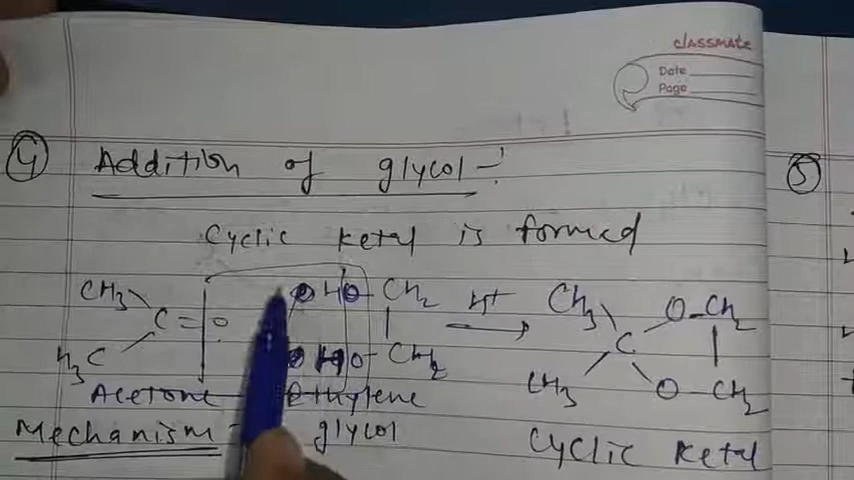 classmate
Date
Page
4 Addition of glycol :-
Cyclic ketal is formed
CH3 HO CH2 H+ CH3 O-CH2
C=O C
H3C HO CH2 CH3 O-CH2
Acetone Ethylene
Mechanism glycol Cyclic Ketal
5